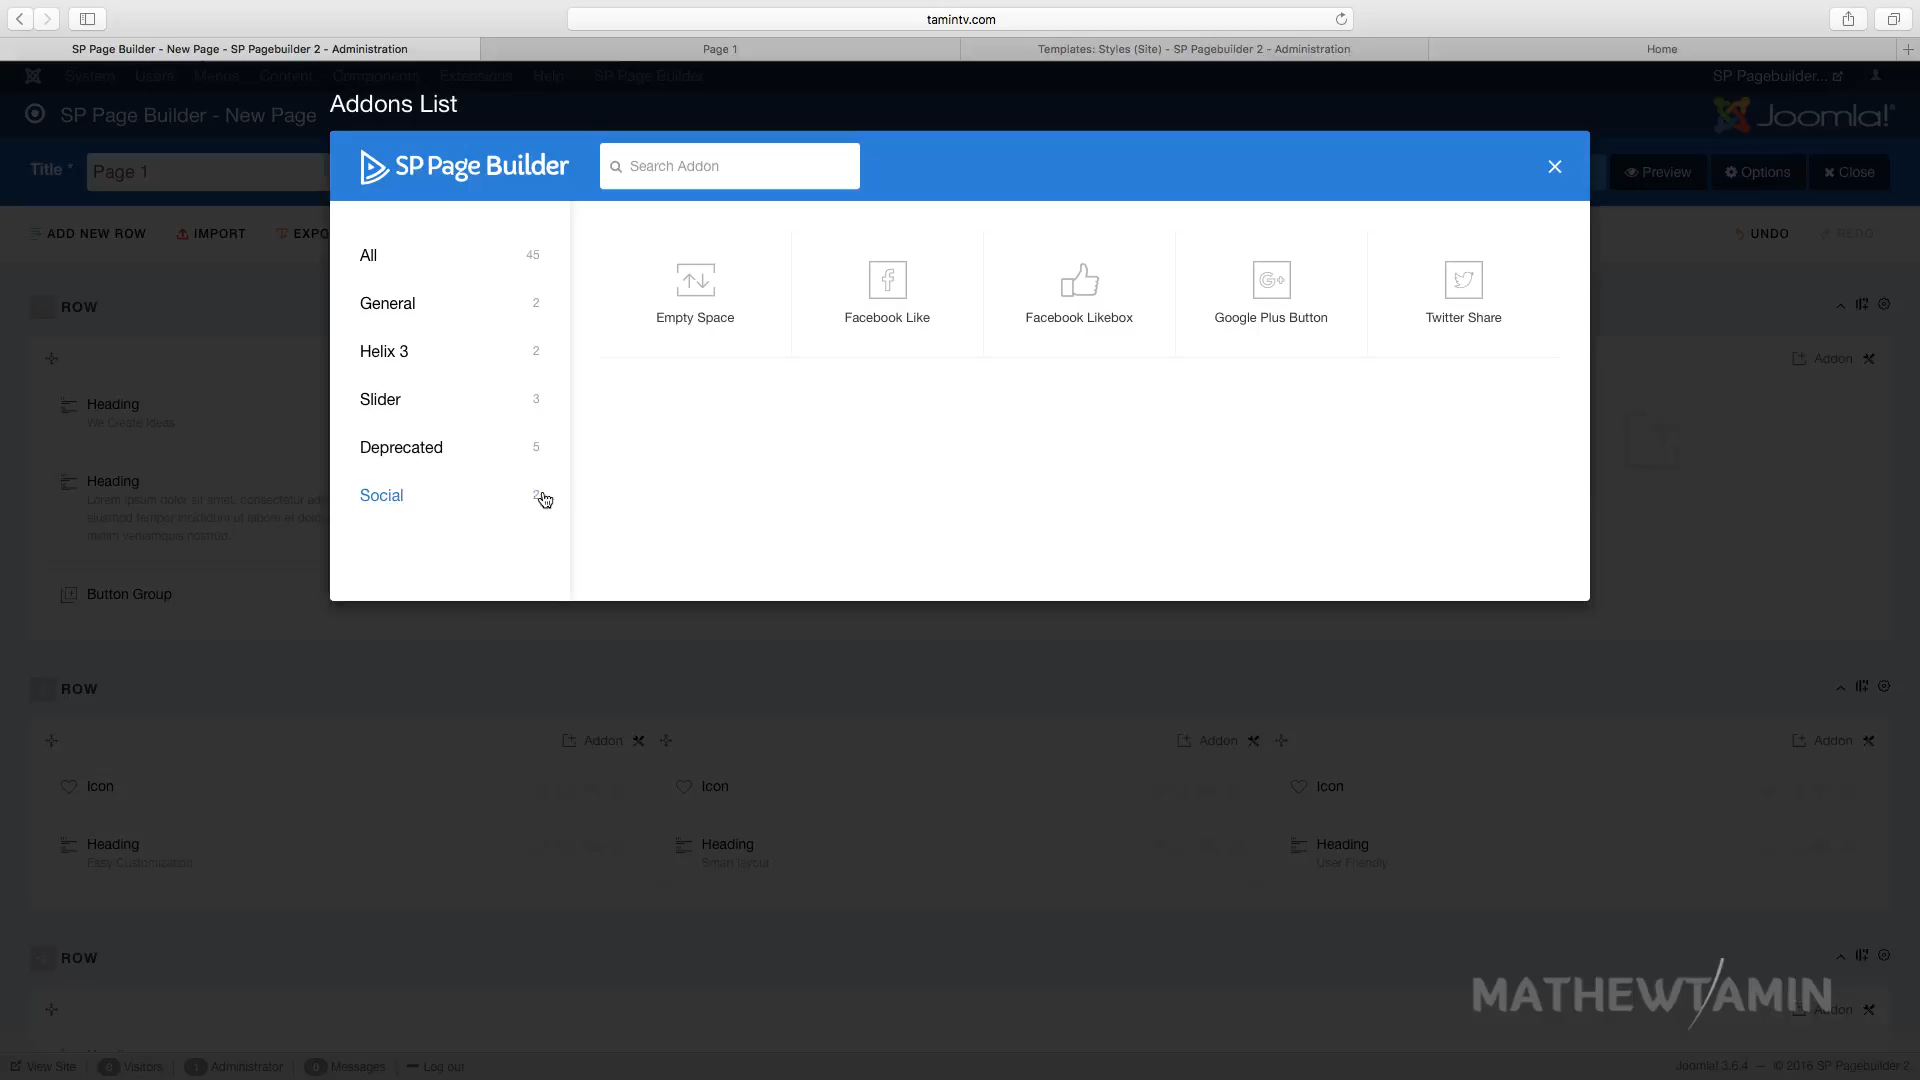 tamintv.com
SP Page Builder - New Page - SP Pagebuilder 2 - Administration
Page 1
Templates: Styles (Site) - SP Pagebuilder 2 - Administration
Home
System Users Menus Content Components Extensions Help SP Page Builder
SP Pagebuilder...
SP Page Builder - New Page
Joomla!
Addons List
Title *
Page 1
SP Page Builder
Search Addon
Preview
Options
Close
ADD NEW ROW
IMPORT
EXPO
UNDO
REDO
All 45
General 2
Helix 3 2
Slider 3
Deprecated 5
Social 2
Empty Space
Facebook Like
Facebook Likebox
Google Plus Button
Twitter Share
ROW
Addon
Heading
We Create Ideas
Heading
Lorem ipsum dolor sit amet, consectetur ad
eiusmod tempor incididunt ut labore et dolo
minim veniamquis nostrud.
Button Group
ROW
Addon
Addon
Addon
Icon
Icon
Icon
Heading
Easy Customization
Heading
Smart layout
Heading
User Friendly
ROW
Addon
MATHEWTAMIN
View Site
0 Visitors
1 Administrator
0 Messages
Log out
Joomla! 3.6.4 — © 2016 SP Pagebuilder 2